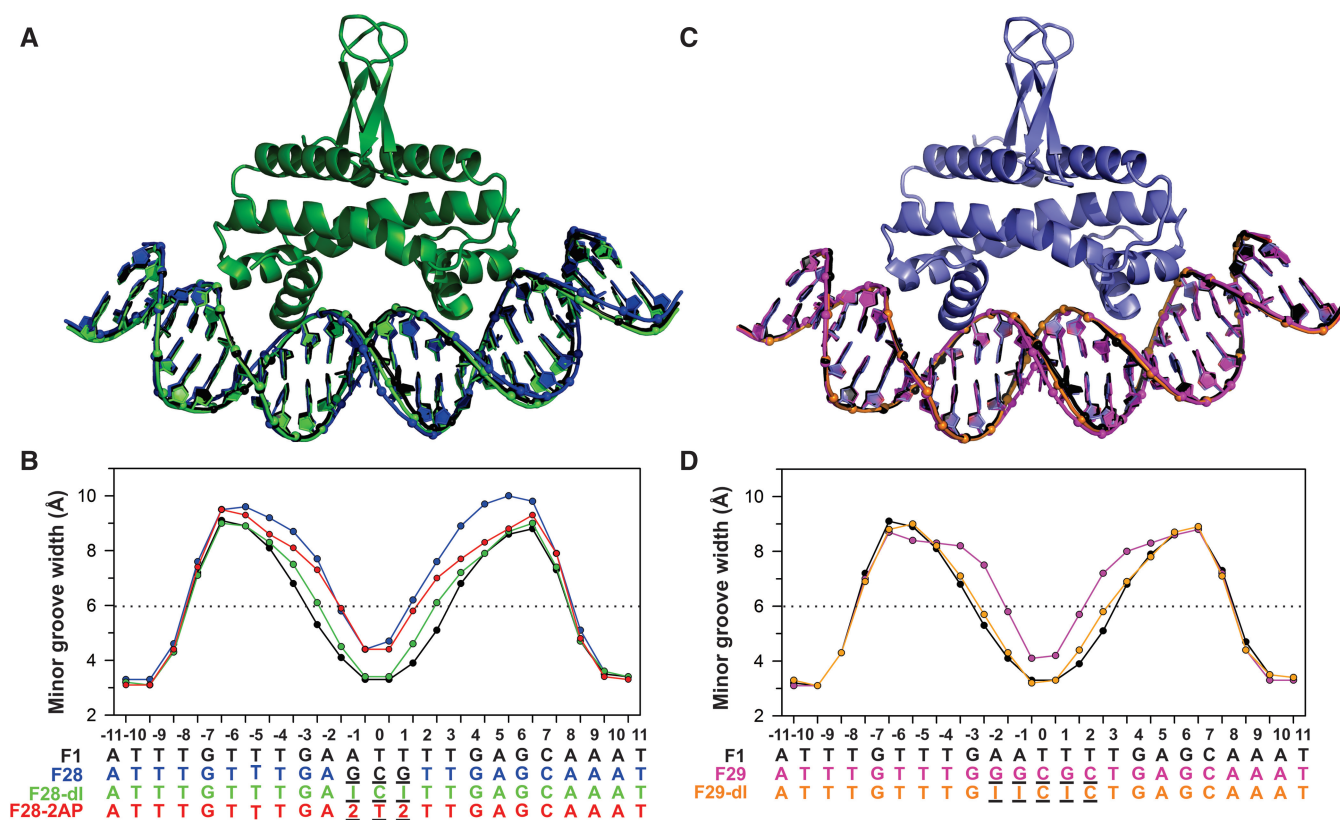 A
B
Minor groove width (Å)
10
8
6
4
2
-11 -10 -9 -8 -7 -6 -5 -4 -3 -2 -1 0 1 2 3 4 5 6 7 8 9 10 11
F1 A T T T G T T T G A A T T T T G A G C A A A T
F28 A T T T G T T T G A G C G T T G A G C A A A T
F28-dI A T T T G T T T G A I C I T T G A G C A A A T
F28-2AP A T T T G T T T G A 2 T 2 T T G A G C A A A T
C
D
Minor groove width (Å)
10
8
6
4
2
-11 -10 -9 -8 -7 -6 -5 -4 -3 -2 -1 0 1 2 3 4 5 6 7 8 9 10 11
F1 A T T T G T T T G A A T T T T G A G C A A A T
F29 A T T T G T T T G G G C G C T G A G C A A A T
F29-dI A T T T G T T T G I I C I C T G A G C A A A T